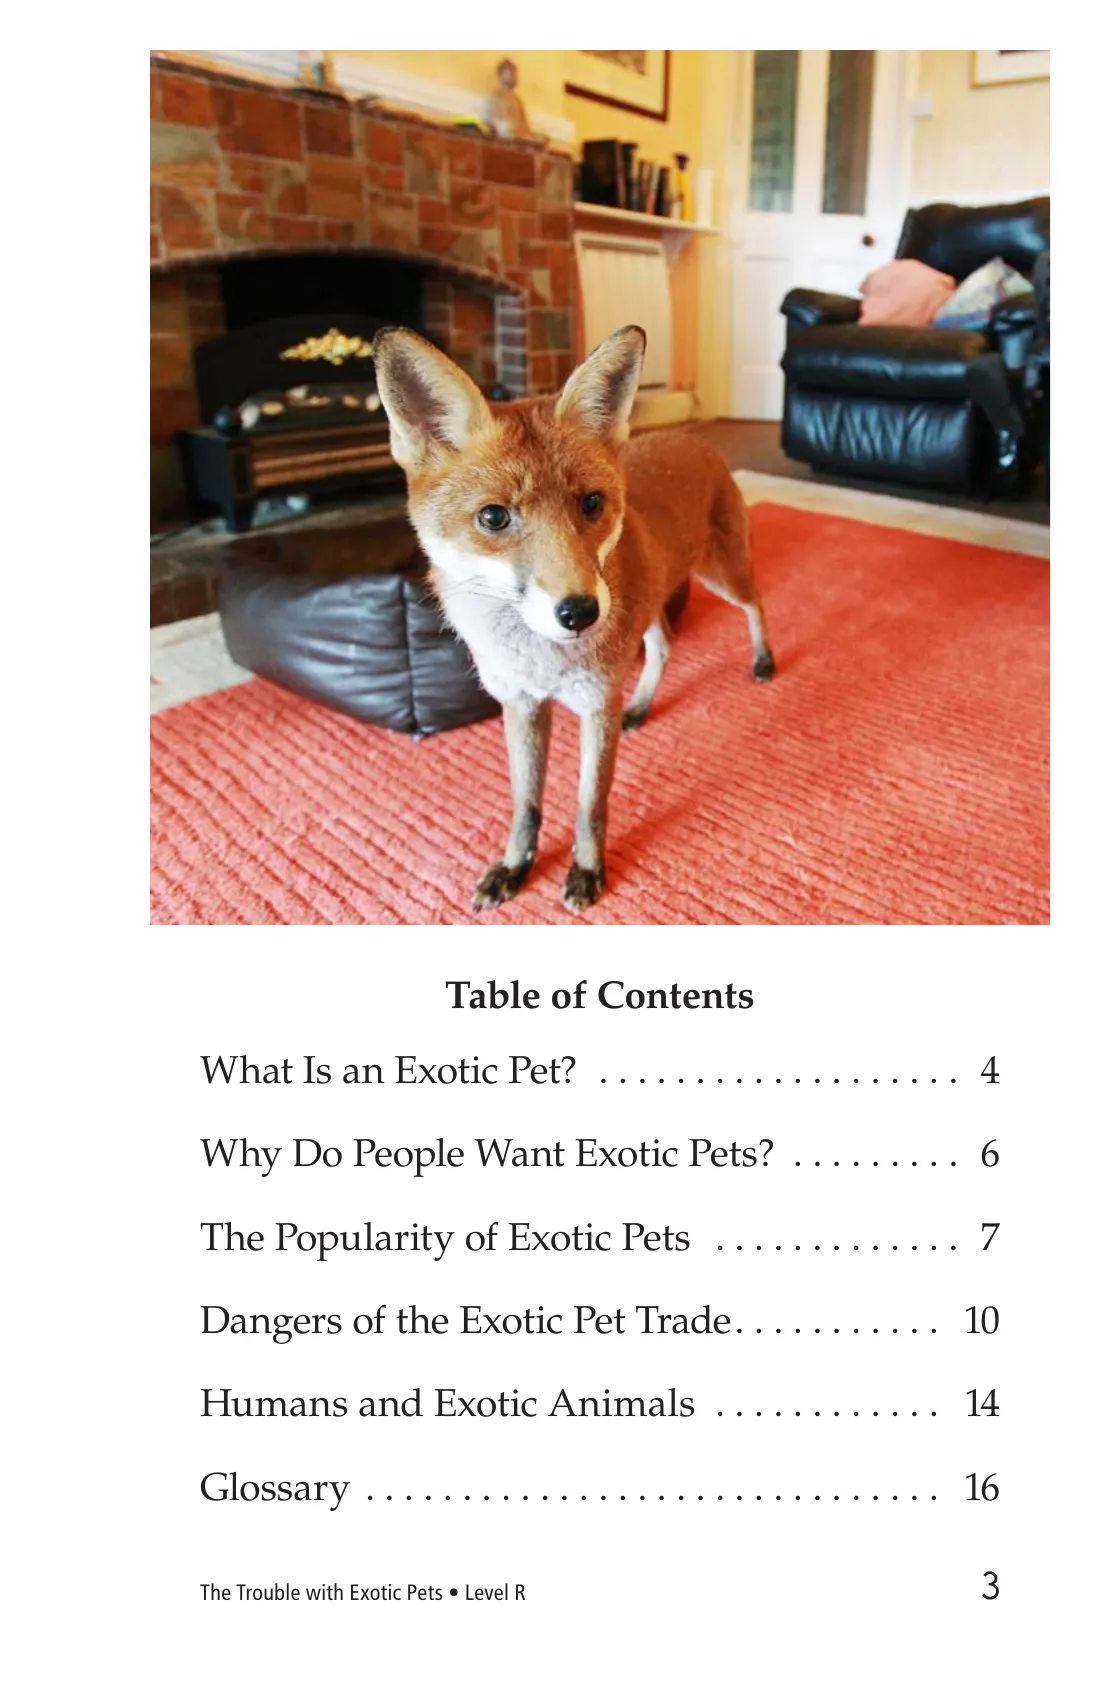 Table of Contents
What Is an Exotic Pet? . . . . . . . . . . . . . . . . . . . 4
Why Do People Want Exotic Pets? . . . . . . . . . 6
The Popularity of Exotic Pets . . . . . . . . . . . . . 7
Dangers of the Exotic Pet Trade. . . . . . . . . . . 10
Humans and Exotic Animals . . . . . . . . . . . . 14
Glossary . . . . . . . . . . . . . . . . . . . . . . . . . . . . . . 16
The Trouble with Exotic Pets • Level R 3